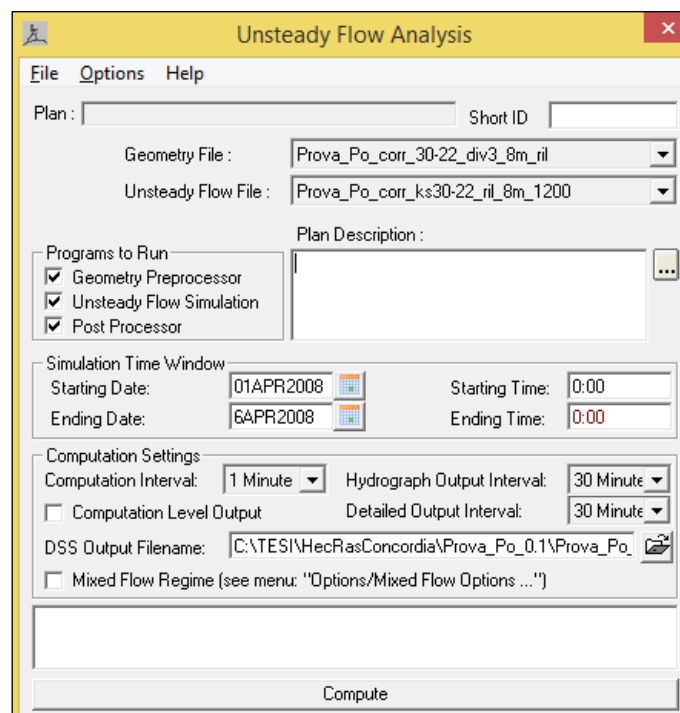 Unsteady Flow Analysis
File Options Help
Plan : Short ID
Geometry File : Prova_Po_corr_30-22_div3_8m_ril
Unsteady Flow File : Prova_Po_corr_ks30-22_ril_8m_1200
Plan Description :
Programs to Run
Geometry Preprocessor
...
Unsteady Flow Simulation
Post Processor
Simulation Time Window
Starting Date: 01APR2008 Starting Time: 0:00
Ending Date: 6APR2008 Ending Time: 0:00
Computation Settings
Computation Interval: 1 Minute Hydrograph Output Interval: 30 Minute
Computation Level Output Detailed Output Interval: 30 Minute
DSS Output Filename: C:\TESI\HecRasConcordia\Prova_Po_0.1\Prova_Po_
Mixed Flow Regime (see menu: "Options/Mixed Flow Options ...")
Compute